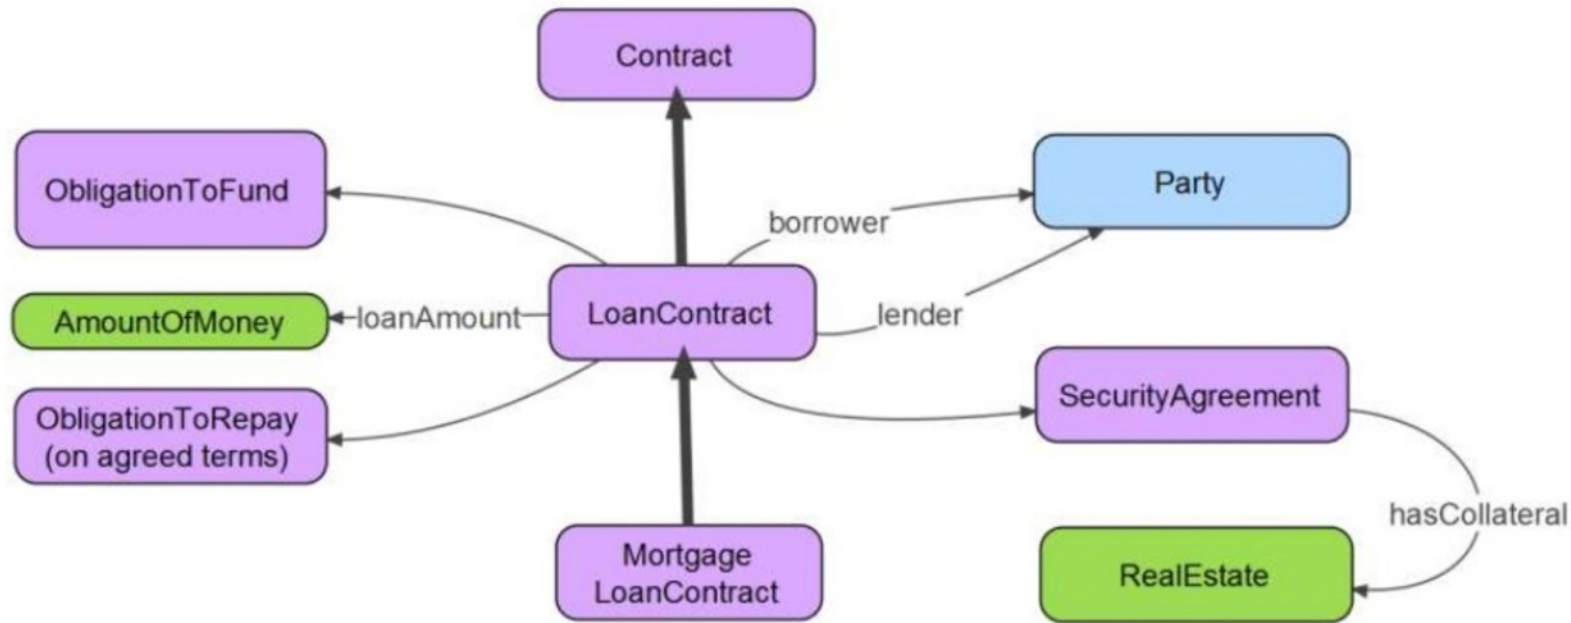 Contract
ObligationToFund
Party
borrower
AmountOfMoney
loanAmount
LoanContract
lender
ObligationToRepay
(on agreed terms)
SecurityAgreement
hasCollateral
Mortgage
LoanContract
RealEstate